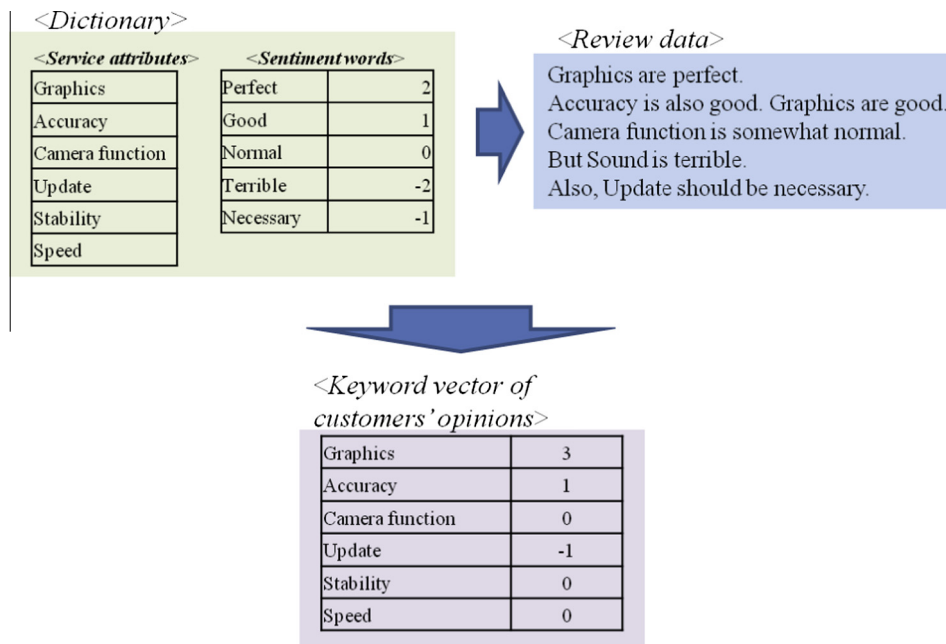 <Dictionary>
<Service attributes>
Graphics
Accuracy
Camera function
Update
Stability
Speed
<Sentiment words>
Perfect 2
Good 1
Normal 0
Terrible -2
Necessary -1
<Review data>
Graphics are perfect.
Accuracy is also good. Graphics are good.
Camera function is somewhat normal.
But Sound is terrible.
Also, Update should be necessary.
<Keyword vector of
customers' opinions>
Graphics 3
Accuracy 1
Camera function 0
Update -1
Stability 0
Speed 0